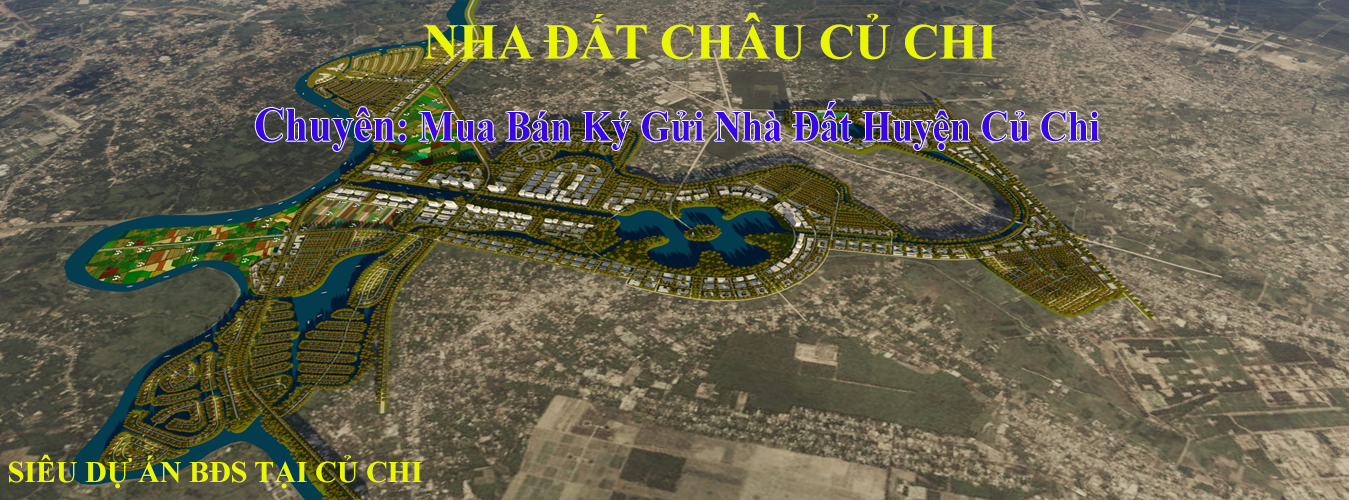 NHA ĐẤT CHÂU CỦ CHI
Chuyên: Mua Bán Ký Gửi Nhà Đất Huyện Củ Chi
SIÊU DỰ ÁN BĐS TẠI CỦ CHI